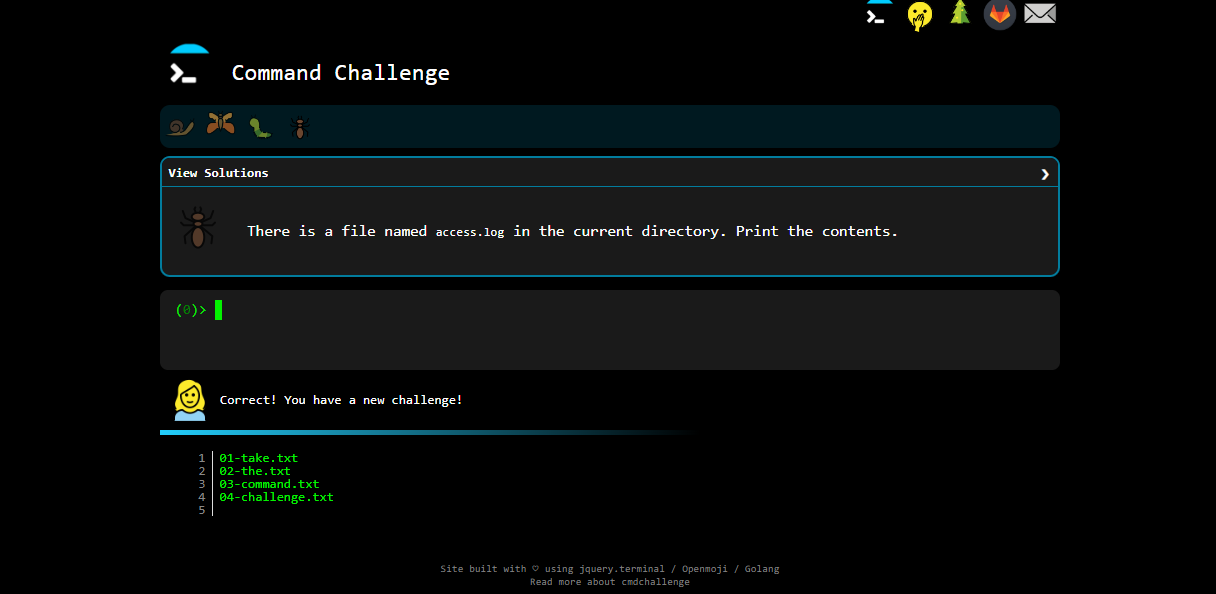 Command Challenge
View Solutions
There is a file named access.log in the current directory. Print the contents.
(0)>
Correct! You have a new challenge!
1 01-take.txt
2 02-the.txt
3 03-command.txt
4 04-challenge.txt
5
Site built with ♡ using jquery.terminal / Openmoji / Golang
Read more about cmdchallenge